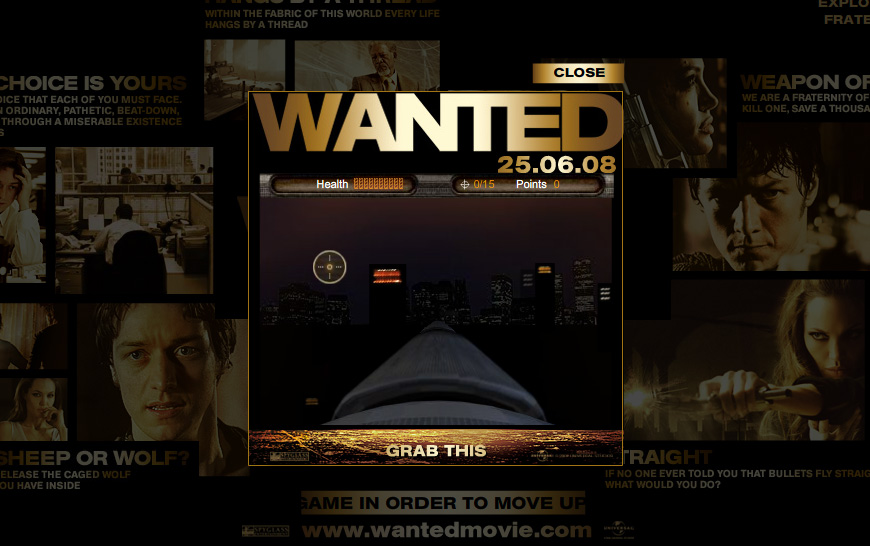 WITHIN THE FABRIC OF THIS WORLD EVERY LIFE
HANGS BY A THREAD
EXPLO
FRATE
CLOSE
CHOICE IS YOURS
OICE THAT EACH OF YOU MUST FACE.
ORDINARY, PATHETIC, BEAT-DOWN,
THROUGH A MISERABLE EXISTENCE
S
WEAPON OF
WE ARE A FRATERNITY OF
KILL ONE, SAVE A THOUSA
WANTED
25.06.08
Health
0/15
Points 0
GRAB THIS
SHEEP OR WOLF?
ELEASE THE CAGED WOLF
OU HAVE INSIDE
TRAIGHT
IF NO ONE EVER TOLD YOU THAT BULLETS FLY STRAIG
WHAT WOULD YOU DO?
GAME IN ORDER TO MOVE UP
www.wantedmovie.com
SPYGLASS
UNIVERSAL